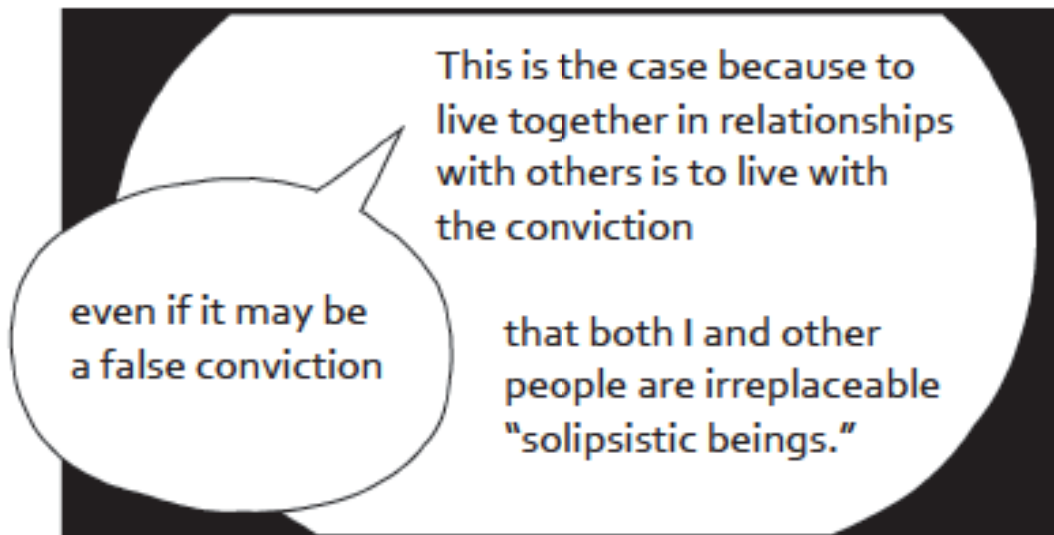 This is the case because to
live together in relationships
with others is to live with
the conviction
even if it may be
a false conviction
that both I and other
people are irreplaceable
“solipsistic beings.”